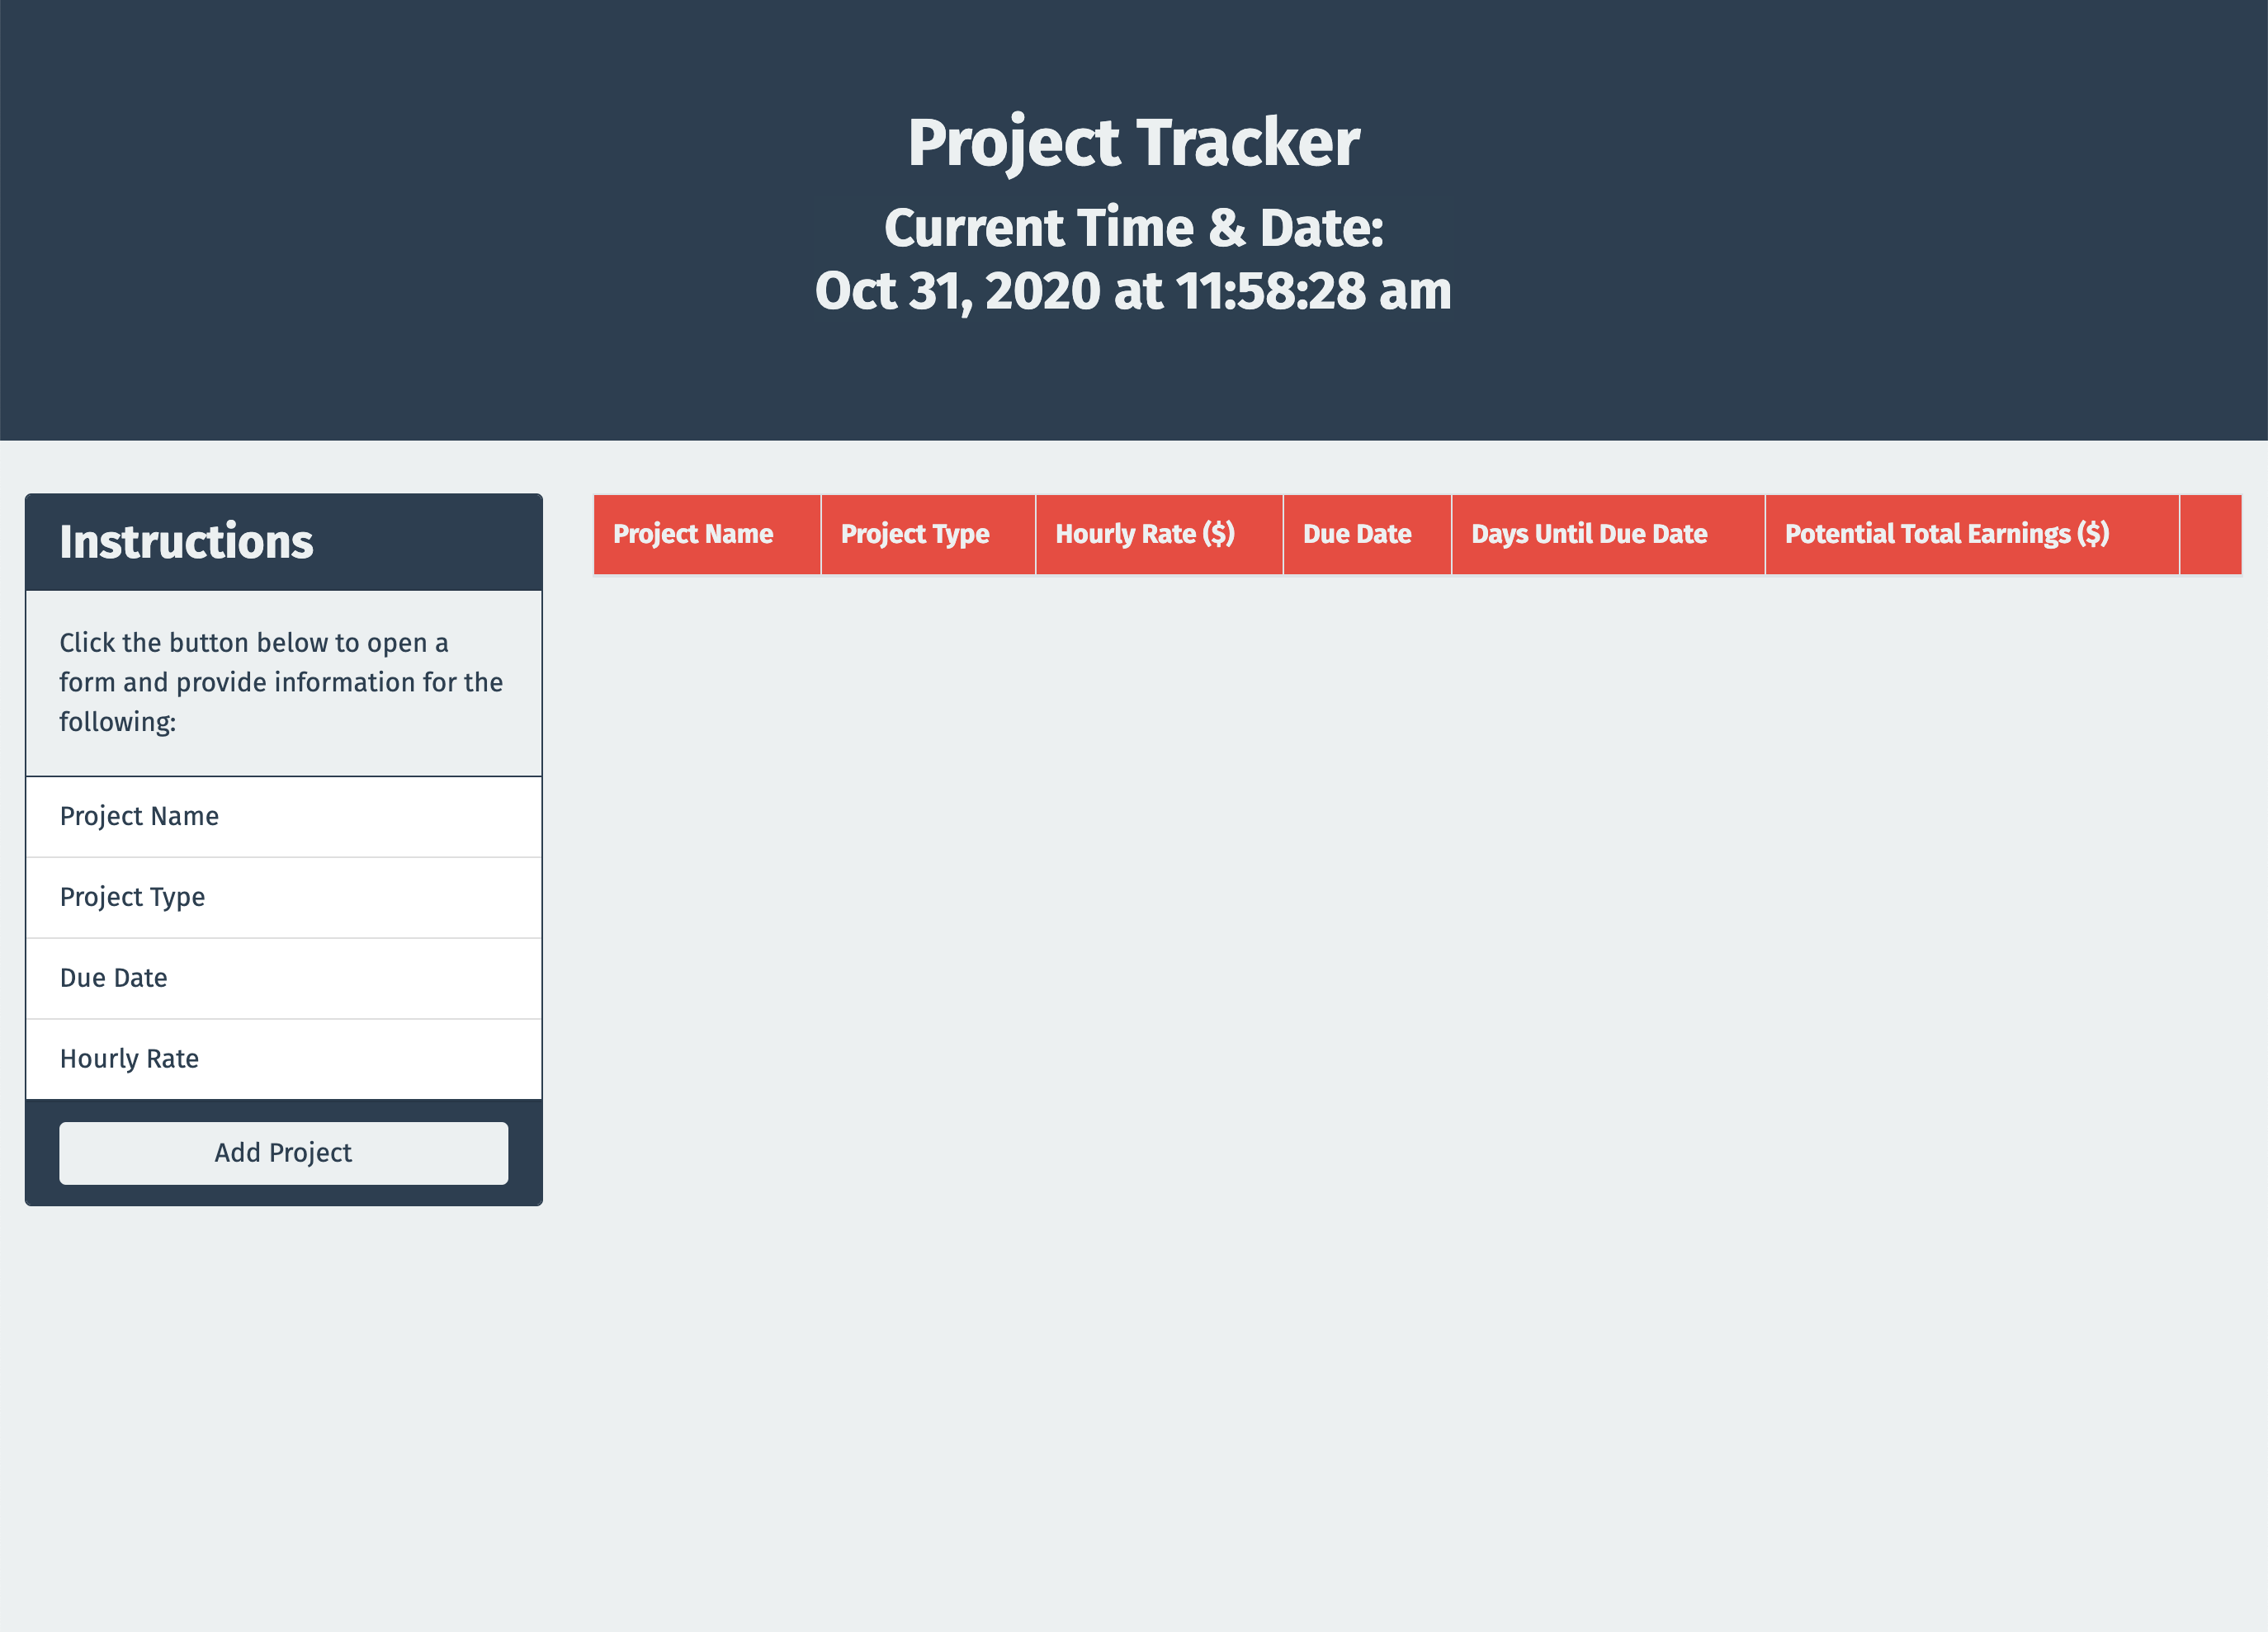 Project Tracker
Current Time & Date:
Oct 31, 2020 at 11:58:28 am
Instructions
Click the button below to open a
form and provide information for the
following:
Project Name
Project Type
Due Date
Hourly Rate
Add Project
Project Name Project Type Hourly Rate ($) Due Date Days Until Due Date Potential Total Earnings ($)